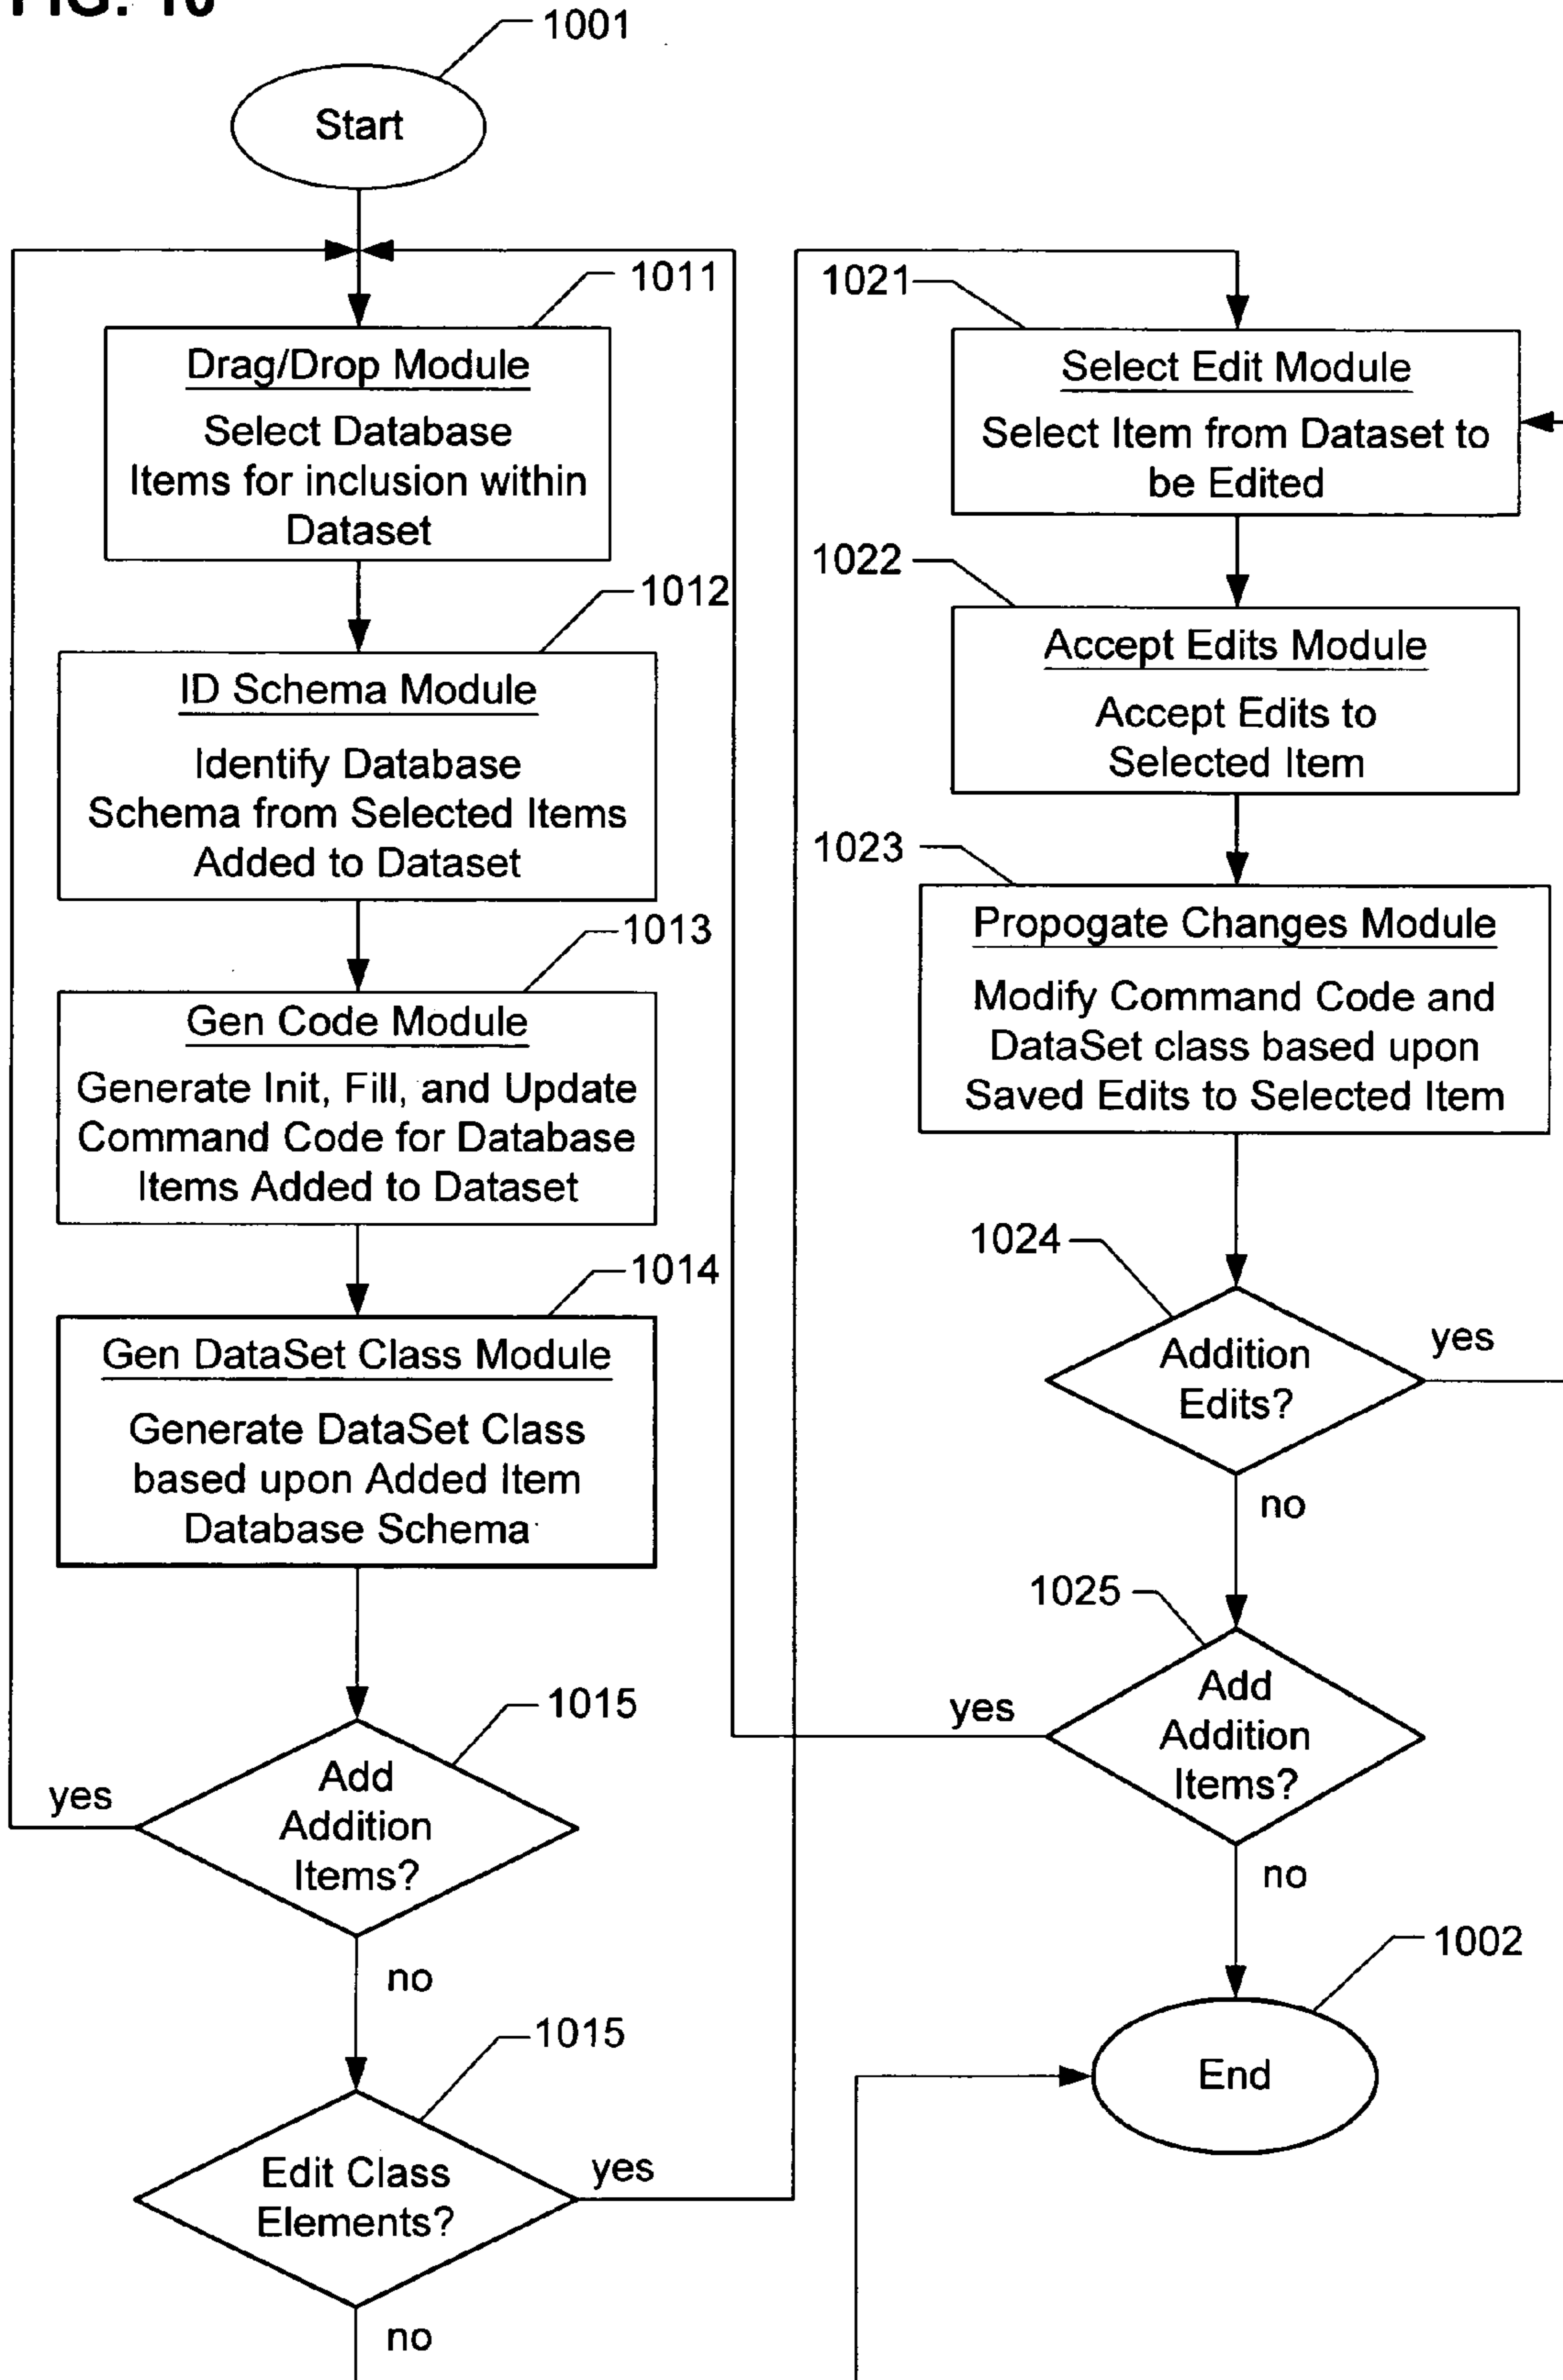 FIG. 10
1001
Start
1011
Drag/Drop Module
Select Database
Items for inclusion within
Dataset
1012
ID Schema Module
Identify Database
Schema from Selected Items
Added to Dataset
1013
Gen Code Module
Generate Init, Fill, and Update
Command Code for Database
Items Added to Dataset
1014
Gen DataSet Class Module
Generate DataSet Class
based upon Added Item
Database Schema
1015
Add
Addition
Items?
yes
no
1015
Edit Class
Elements?
yes
no
1021
Select Edit Module
Select Item from Dataset to
be Edited
1022
Accept Edits Module
Accept Edits to
Selected Item
1023
Propogate Changes Module
Modify Command Code and
DataSet class based upon
Saved Edits to Selected Item
1024
Addition
Edits?
yes
no
1025
Add
Addition
Items?
yes
no
1002
End